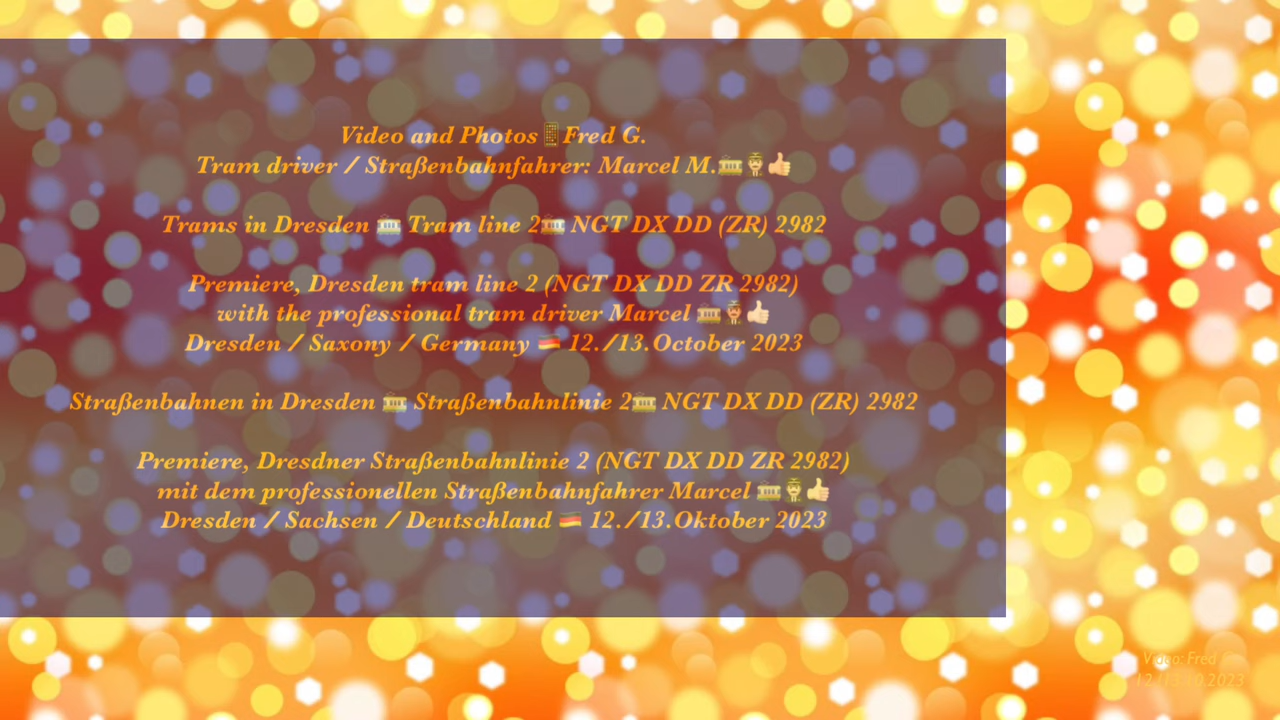 Video and Photos📱Fred G.
Tram driver / Straßenbahnfahrer: Marcel M.🚋👨‍✈️👍🏻
Trams in Dresden 🚋 Tram line 2🚋 NGT DX DD (ZR) 2982
Premiere, Dresden tram line 2 (NGT DX DD ZR 2982)
with the professional tram driver Marcel 🚋👨‍✈️👍🏻
Dresden / Saxony / Germany 🇩🇪 12./13.October 2023
Straßenbahnen in Dresden 🚋 Straßenbahnlinie 2🚋 NGT DX DD (ZR) 2982
Premiere, Dresdner Straßenbahnlinie 2 (NGT DX DD ZR 2982)
mit dem professionellen Straßenbahnfahrer Marcel 🚋👨‍✈️👍🏻
Dresden / Sachsen / Deutschland 🇩🇪 12./13.Oktober 2023
Video: Fred
12./13.10.2023